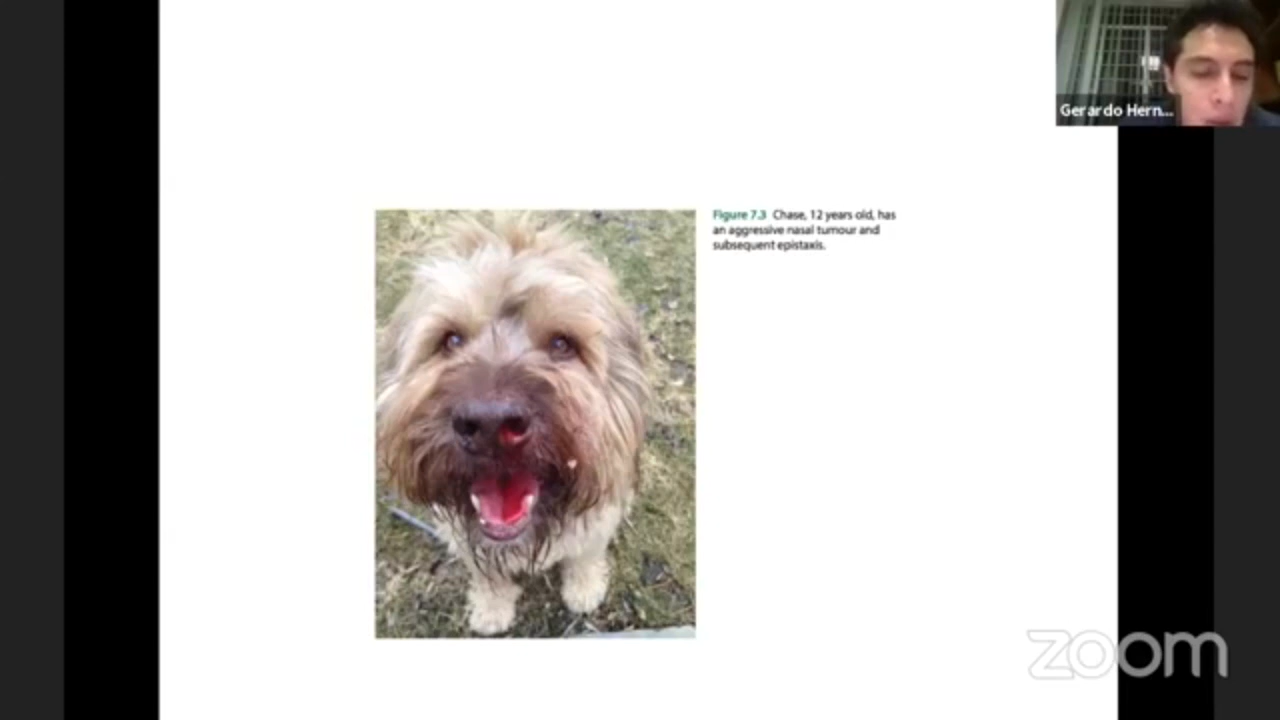 Gerardo Hern...
Figure 7.3 Chase, 12 years old, has
an aggressive nasal tumour and
subsequent epistaxis.
zoom